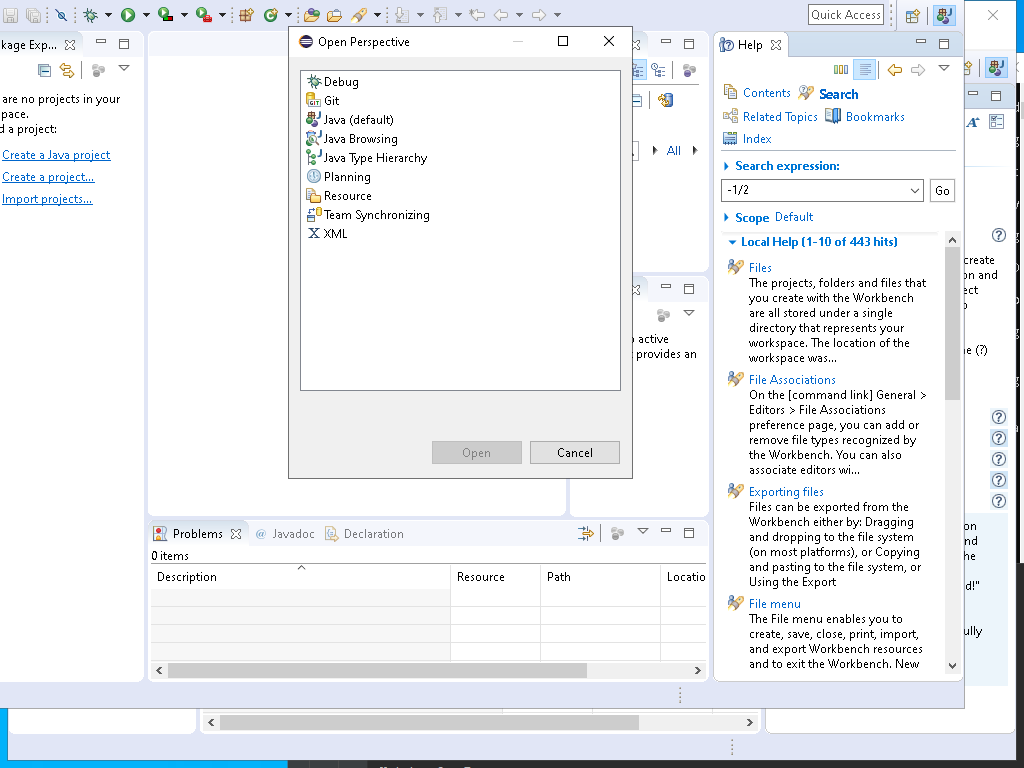 Quick Access
kage Exp...
are no projects in your
pace.
d a project:
Create a Java project
Create a project...
Import projects...
Open Perspective
Debug
Git
Java (default)
Java Browsing
Java Type Hierarchy
Planning
Resource
Team Synchronizing
XML
Open
Cancel
All
active
provides an
Problems
Javadoc
Declaration
0 items
Description
Resource
Path
Locatio
Help
Contents
Search
Related Topics
Bookmarks
Index
Search expression:
-1/2
Go
Scope Default
Local Help (1-10 of 443 hits)
Files
The projects, folders and files that
you create with the Workbench
are all stored under a single
directory that represents your
workspace. The location of the
workspace was...
File Associations
On the [command link] General >
Editors > File Associations
preference page, you can add or
remove file types recognized by
the Workbench. You can also
associate editors wi...
Exporting files
Files can be exported from the
Workbench either by: Dragging
and dropping to the file system
(on most platforms), or Copying
and pasting to the file system, or
Using the Export
File menu
The File menu enables you to
create, save, close, print, import,
and export Workbench resources
and to exit the Workbench. New
create
on and
ect
ne (?)
on
nd
he
d!"
ully